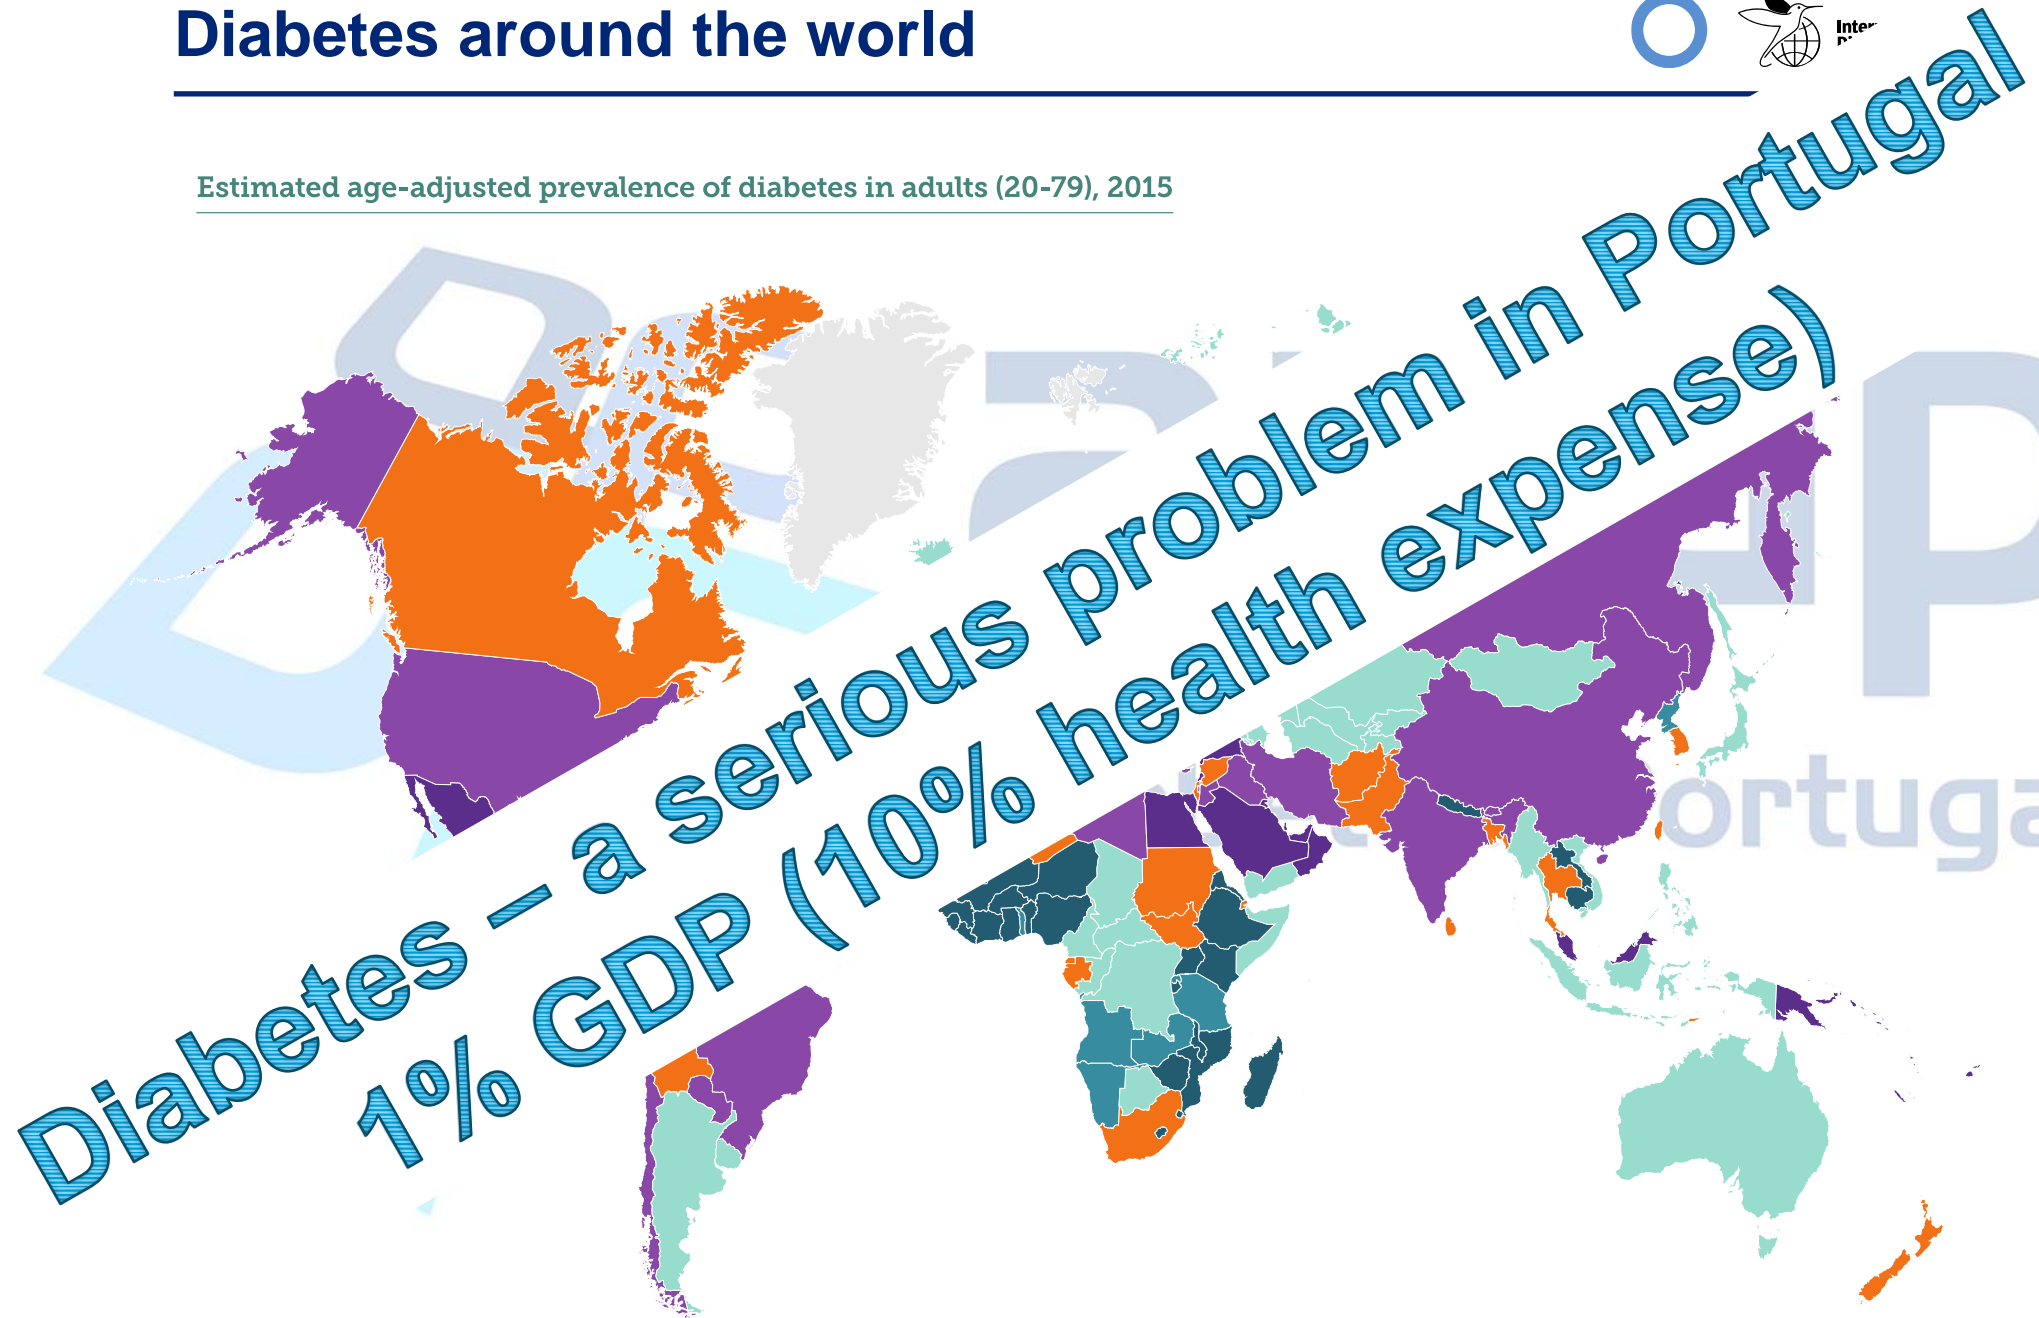 Diabetes around the world
Estimated age-adjusted prevalence of diabetes in adults (20-79), 2015
Diabetes – a serious problem in Portugal
1% GDP (10% health expense)